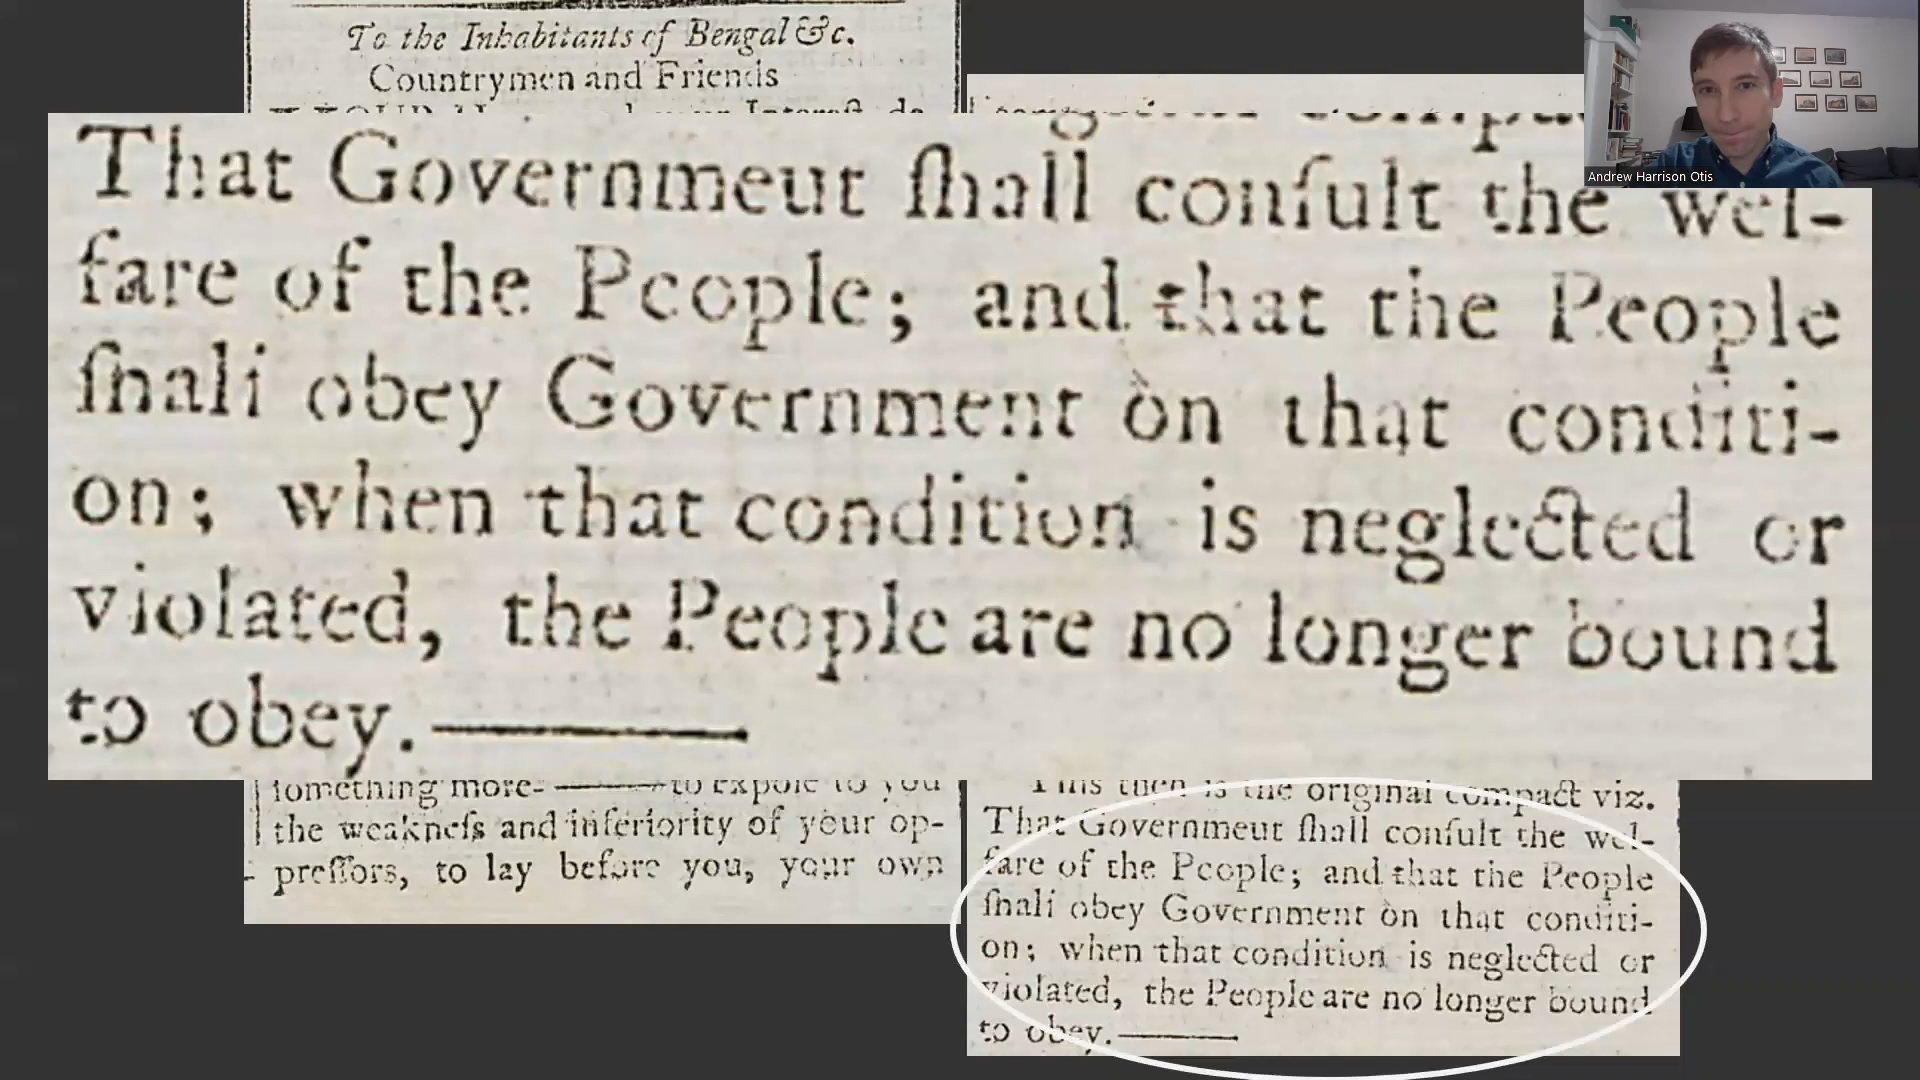 To the Inhabitants of Bengal &c.
Countrymen and Friends
Andrew Harrison Otis
That Governmeut ſhall conſult the wel-
fare of the People; and that the People
ſhali obey Government on that conditi-
on; when that condition is neglected or
violated, the People are no longer bound
to obey.
ſomething more- to expoſe to you
the weakneſs and inferiority of your op-
preſſors, to lay before you, your own
This then is the original compact viz.
That Governmeut ſhall conſult the wel-
fare of the People; and that the People
ſhali obey Government on that conditi-
on; when that condition is neglected or
violated, the People are no longer bound
to obey.